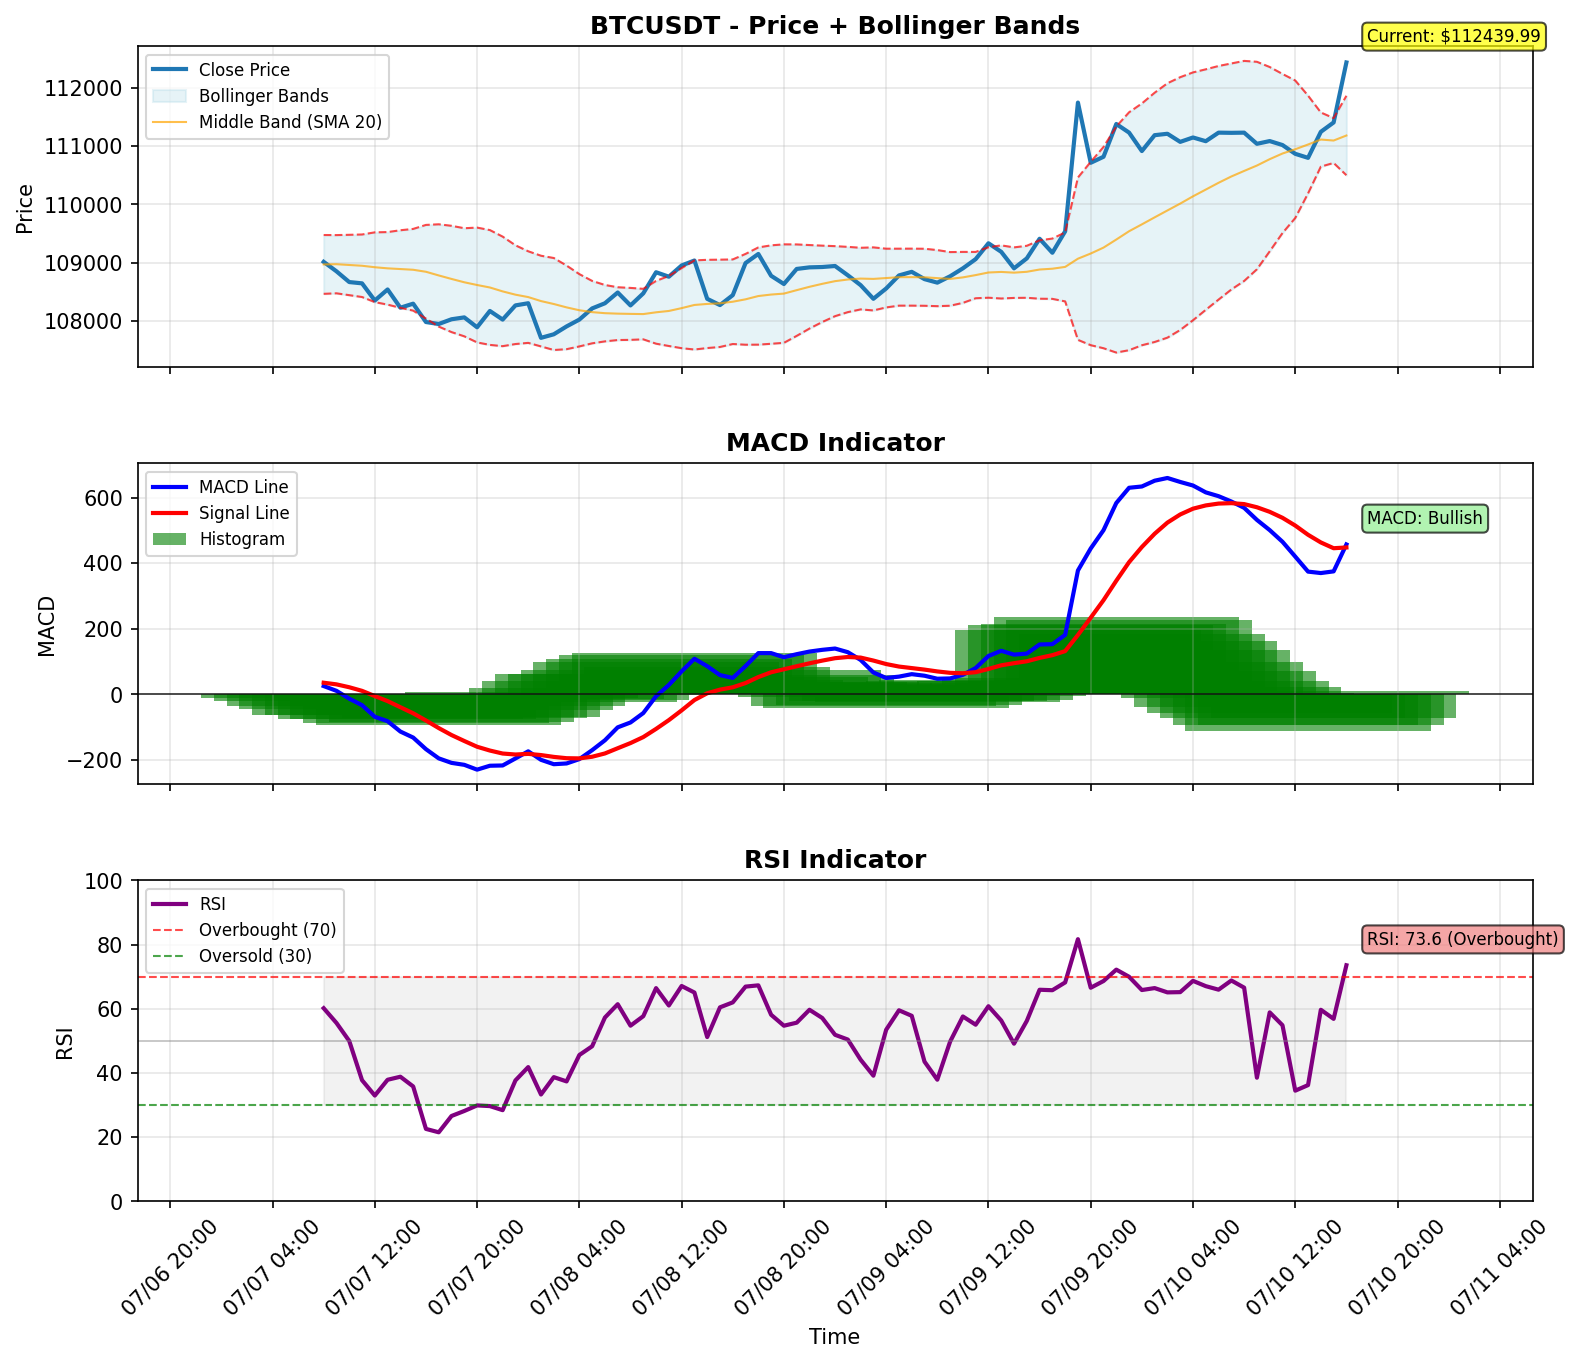 BTCUSDT - Price + Bollinger Bands
Current: $112439.99
Close Price
Bollinger Bands
Middle Band (SMA 20)
112000
111000
110000
109000
108000
Price
MACD Indicator
MACD Line
Signal Line
Histogram
MACD: Bullish
600
400
200
0
−200
MACD
RSI Indicator
RSI
Overbought (70)
Oversold (30)
RSI: 73.6 (Overbought)
100
80
60
40
20
0
RSI
07/06 20:00
07/07 04:00
07/07 12:00
07/07 20:00
07/08 04:00
07/08 12:00
07/08 20:00
07/09 04:00
07/09 12:00
07/09 20:00
07/10 04:00
07/10 12:00
07/10 20:00
07/11 04:00
Time